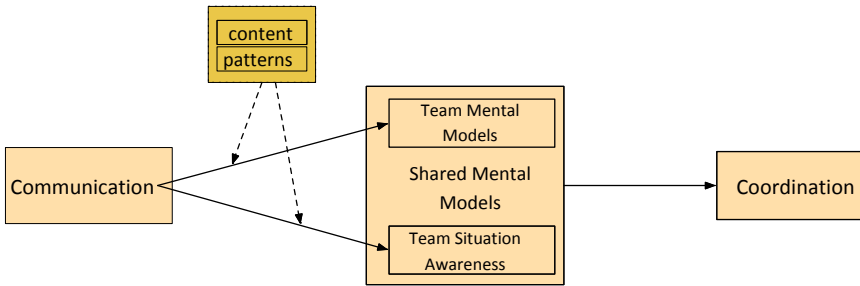 content
patterns
Team Mental
Models
Communication
Shared Mental
Models
Coordination
Team Situation
Awareness